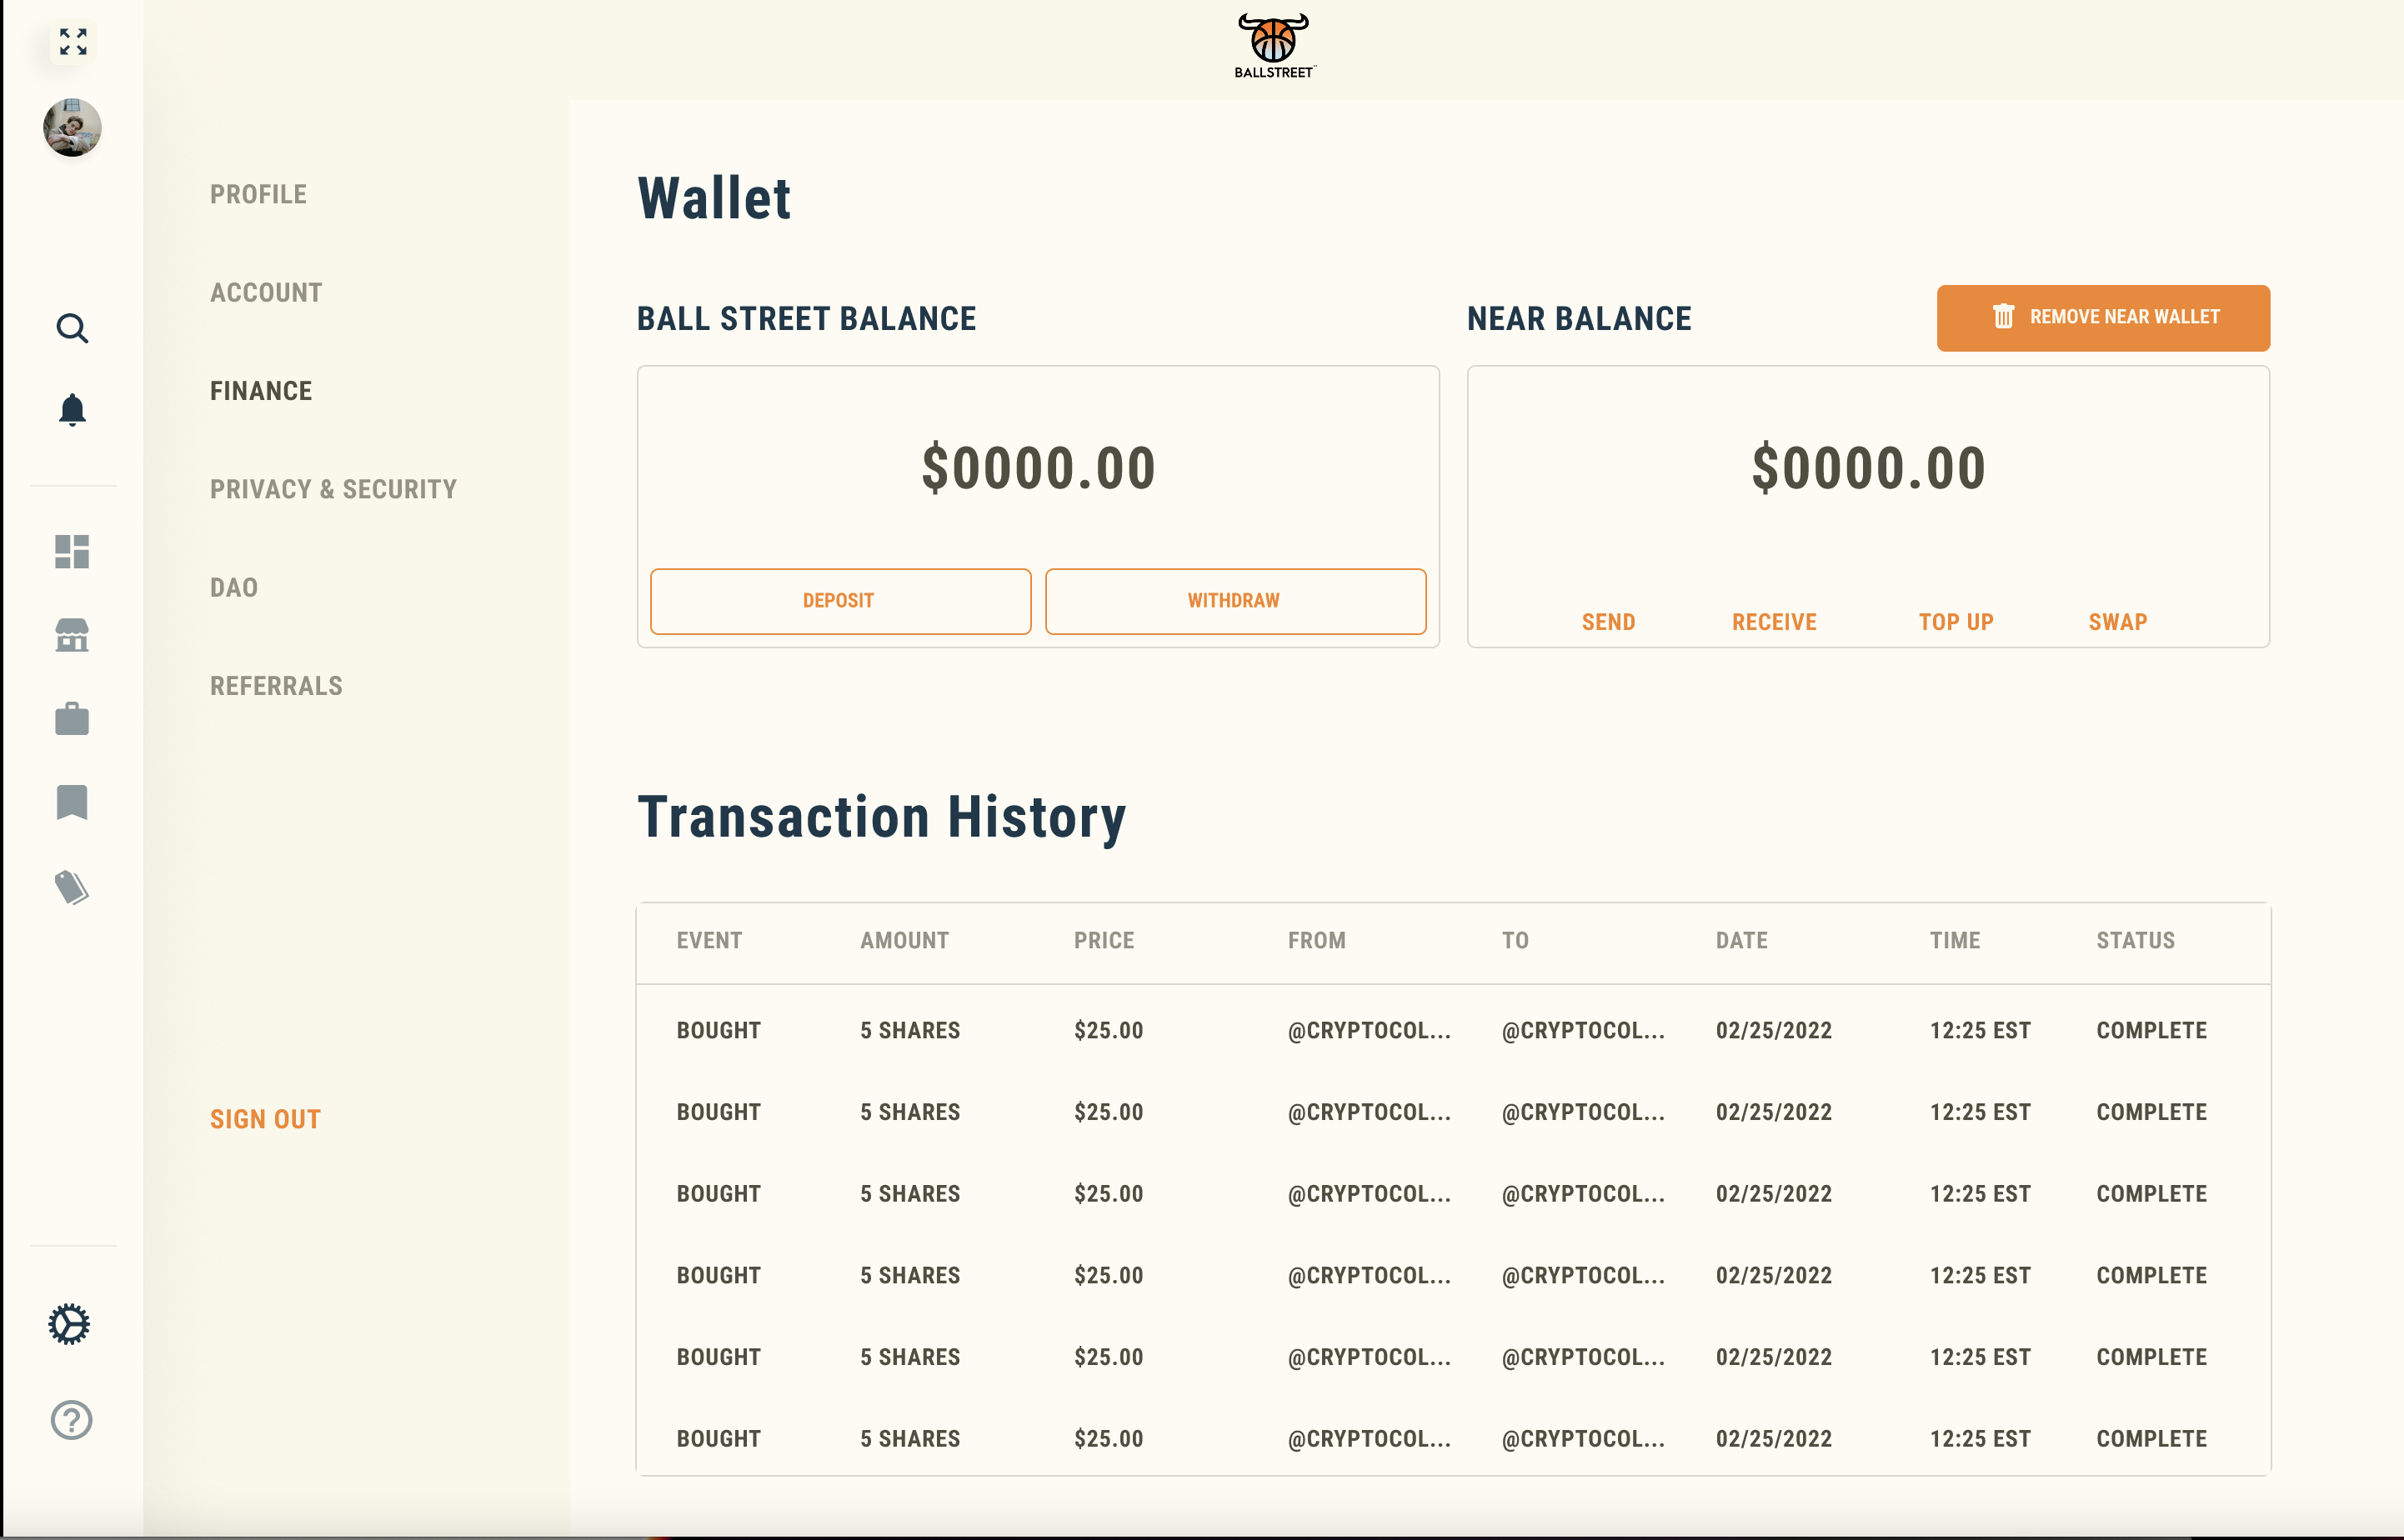 BALLSTREET
PROFILE
ACCOUNT
FINANCE
PRIVACY & SECURITY
DAO
REFERRALS
SIGN OUT
Wallet
BALL STREET BALANCE
$0000.00
DEPOSIT WITHDRAW
NEAR BALANCE
REMOVE NEAR WALLET
$0000.00
SEND RECEIVE TOP UP SWAP
Transaction History
EVENT AMOUNT PRICE FROM TO DATE TIME STATUS
BOUGHT 5 SHARES $25.00 @CRYPTOCOL... @CRYPTOCOL... 02/25/2022 12:25 EST COMPLETE
BOUGHT 5 SHARES $25.00 @CRYPTOCOL... @CRYPTOCOL... 02/25/2022 12:25 EST COMPLETE
BOUGHT 5 SHARES $25.00 @CRYPTOCOL... @CRYPTOCOL... 02/25/2022 12:25 EST COMPLETE
BOUGHT 5 SHARES $25.00 @CRYPTOCOL... @CRYPTOCOL... 02/25/2022 12:25 EST COMPLETE
BOUGHT 5 SHARES $25.00 @CRYPTOCOL... @CRYPTOCOL... 02/25/2022 12:25 EST COMPLETE
BOUGHT 5 SHARES $25.00 @CRYPTOCOL... @CRYPTOCOL... 02/25/2022 12:25 EST COMPLETE